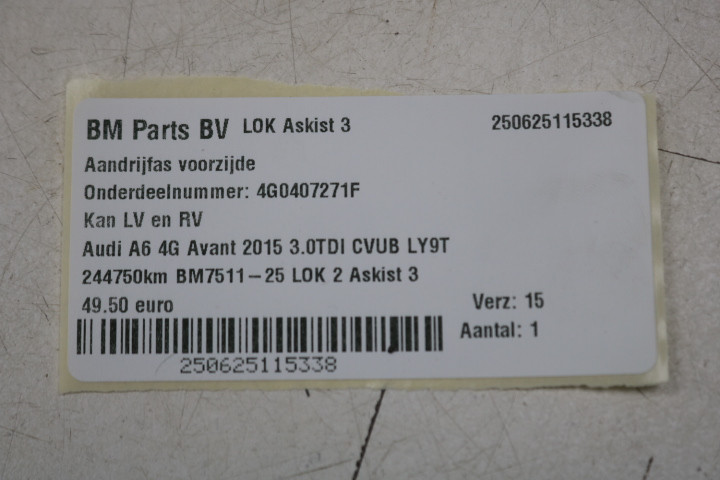 BM Parts BV LOK Askist 3 250625115338
Aandrijfas voorzijde
Onderdeelnummer: 4G0407271F
Kan LV en RV
Audi A6 4G Avant 2015 3.0TDI CVUB LY9T
244750km BM7511-25 LOK 2 Askist 3
49.50 euro Verz: 15
Aantal: 1
250625115338